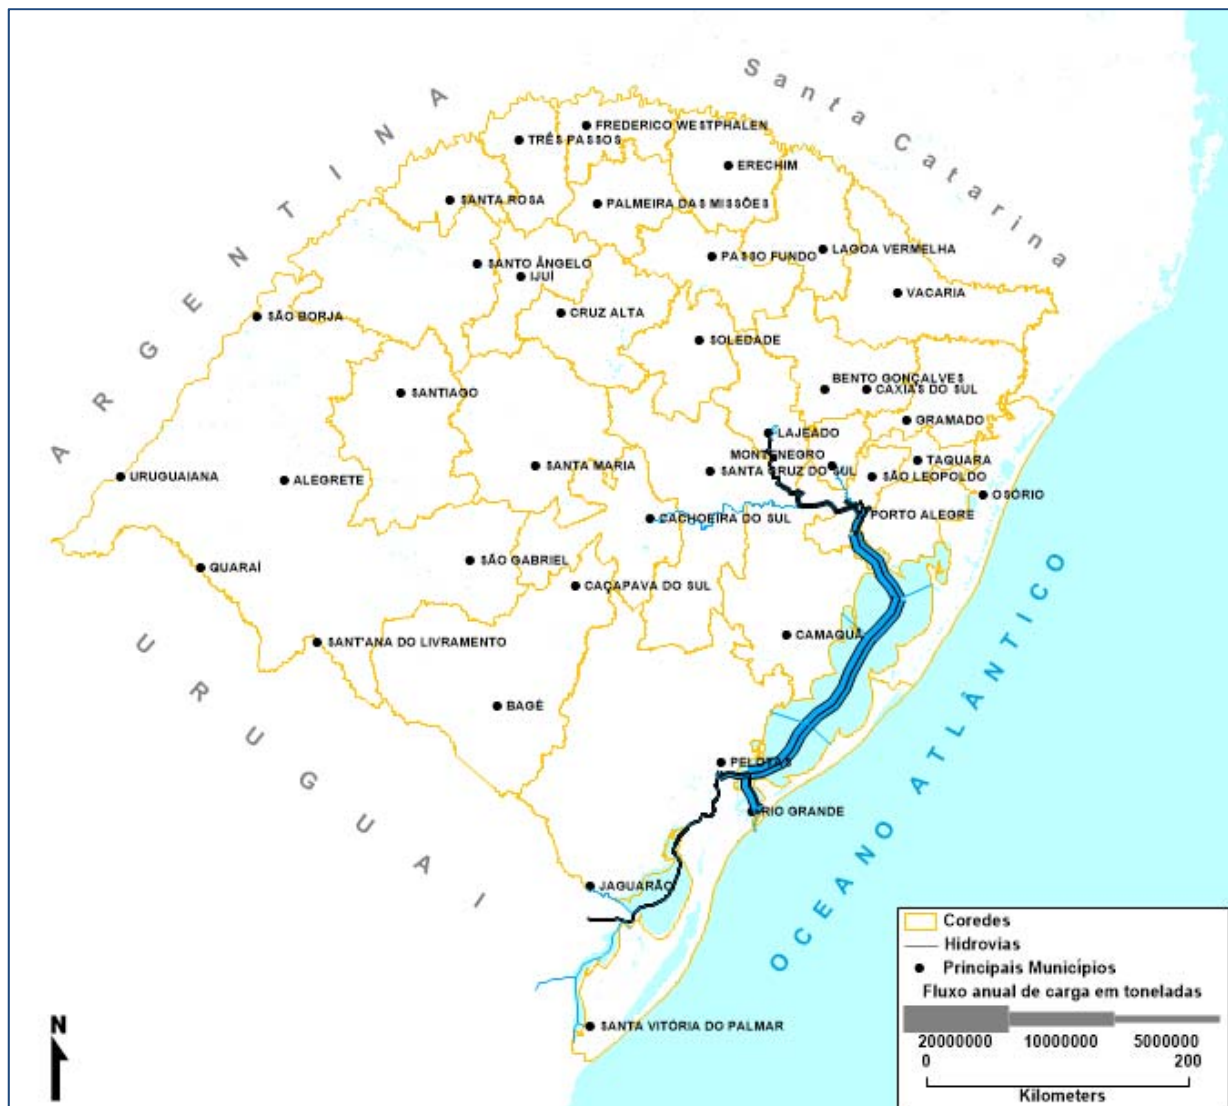 Santa Catarina
ARGENTINA
FREDERICO WESTPHALEN
TRÊS PASSOS
ERECHIM
SANTA ROSA
PALMEIRA DAS MISSÕES
LAGOA VERMELHA
PASSO FUNDO
SANTO ÂNGELO
IJUÍ
VACARIA
SÃO BORJA
CRUZ ALTA
SOLEDADE
BENTO GONÇALVES
SANTIAGO
CAXIAS DO SUL
GRAMADO
LAJEADO
MONTENEGRO
TAQUARA
SANTA MARIA
SANTA CRUZ DO SUL
URUGUAIANA
ALEGRETE
SÃO LEOPOLDO
OSÓRIO
PORTO ALEGRE
CACHOEIRA DO SUL
QUARAÍ
SÃO GABRIEL
CAÇAPAVA DO SUL
OCEANO ATLÂNTICO
CAMAQUÃ
SANT'ANA DO LIVRAMENTO
URUGUAI
BAGÉ
PELOTAS
RIO GRANDE
JAGUARÃO
SANTA VITÓRIA DO PALMAR
N
Coredes
Hidrovias
Principais Municípios
Fluxo anual de carga em toneladas
20000000 10000000 5000000
0 200
Kilometers